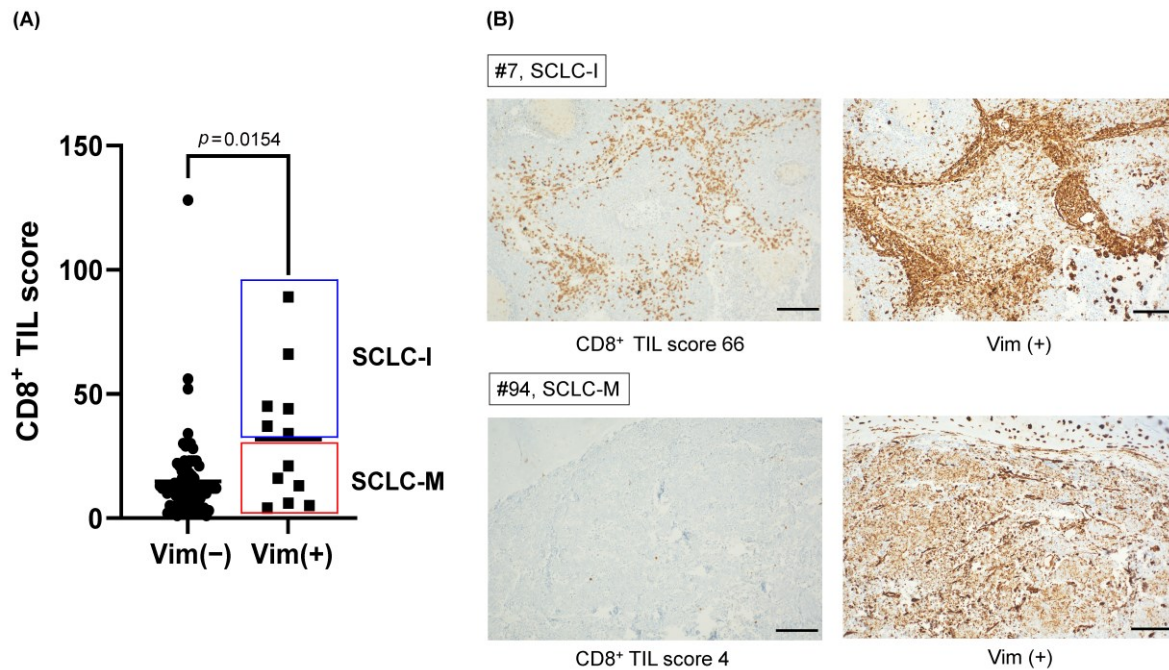 (A)
p=0.0154
150
100
50
0
CD8⁺ TIL score
SCLC-I
SCLC-M
Vim(−)
Vim(+)
(B)
#7, SCLC-I
CD8⁺ TIL score 66
Vim (+)
#94, SCLC-M
CD8⁺ TIL score 4
Vim (+)